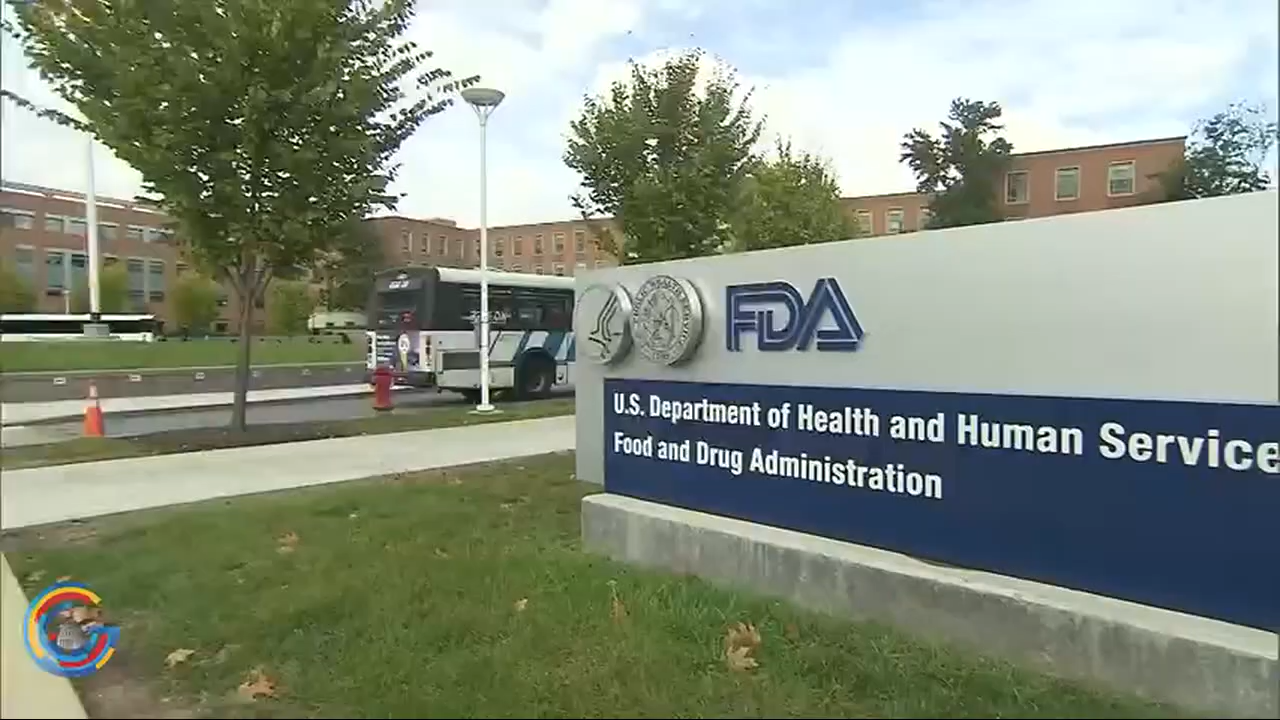 FDA
U.S. Department of Health and Human Service
Food and Drug Administration